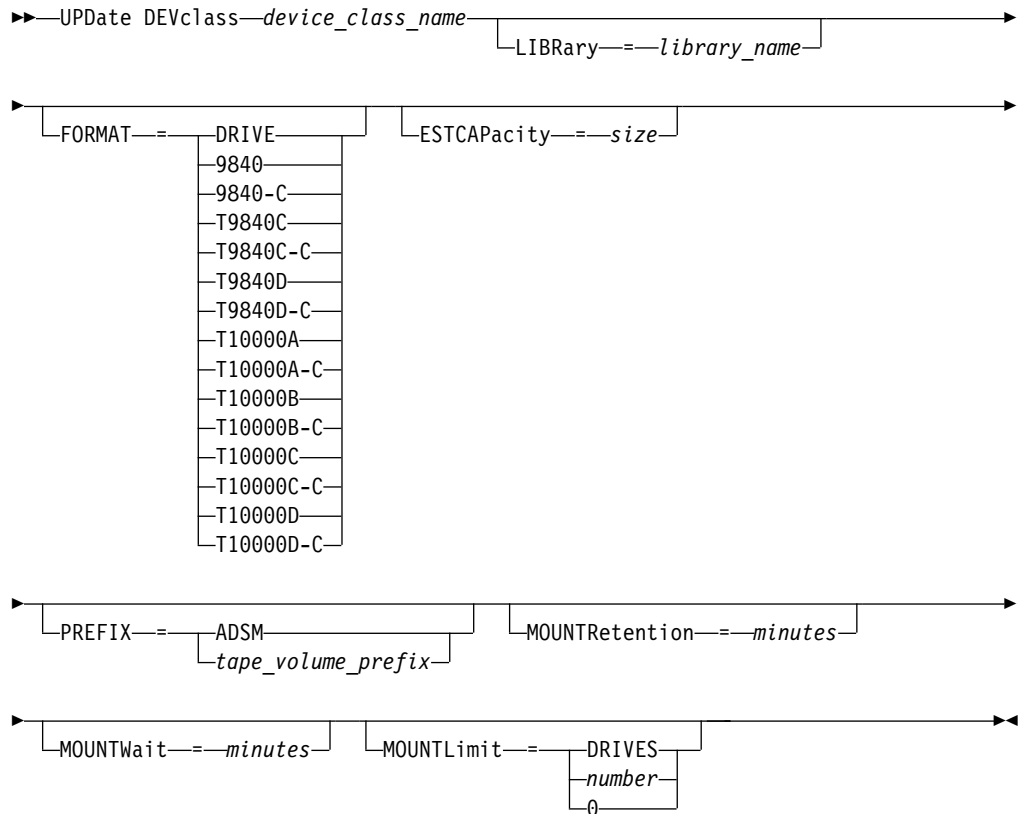 UPDate DEVclass device_class_name
LIBRary = library_name
FORMAT = DRIVE ESTCAPacity = size
9840
9840-C
T9840C
T9840C-C
T9840D
T9840D-C
T10000A
T10000A-C
T10000B
T10000B-C
T10000C
T10000C-C
T10000D
T10000D-C
PREFIX = ADSM MOUNTRetention = minutes
tape_volume_prefix
MOUNTWait = minutes MOUNTLimit = DRIVES
number
0